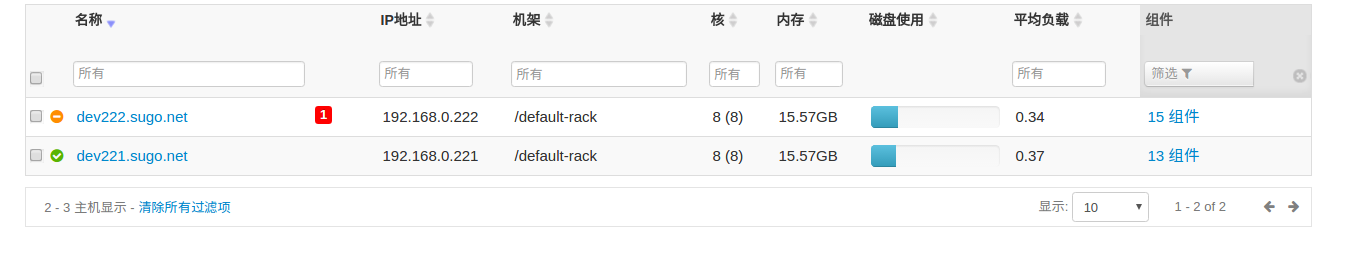 名称 IP地址 机架 核 内存 磁盘使用 平均负载 组件
所有 所有 所有 所有 所有 所有 筛选
dev222.sugo.net 1 192.168.0.222 /default-rack 8 (8) 15.57GB 0.34 15 组件
dev221.sugo.net 192.168.0.221 /default-rack 8 (8) 15.57GB 0.37 13 组件
2 - 3 主机显示 - 清除所有过滤项 显示: 10 1 - 2 of 2